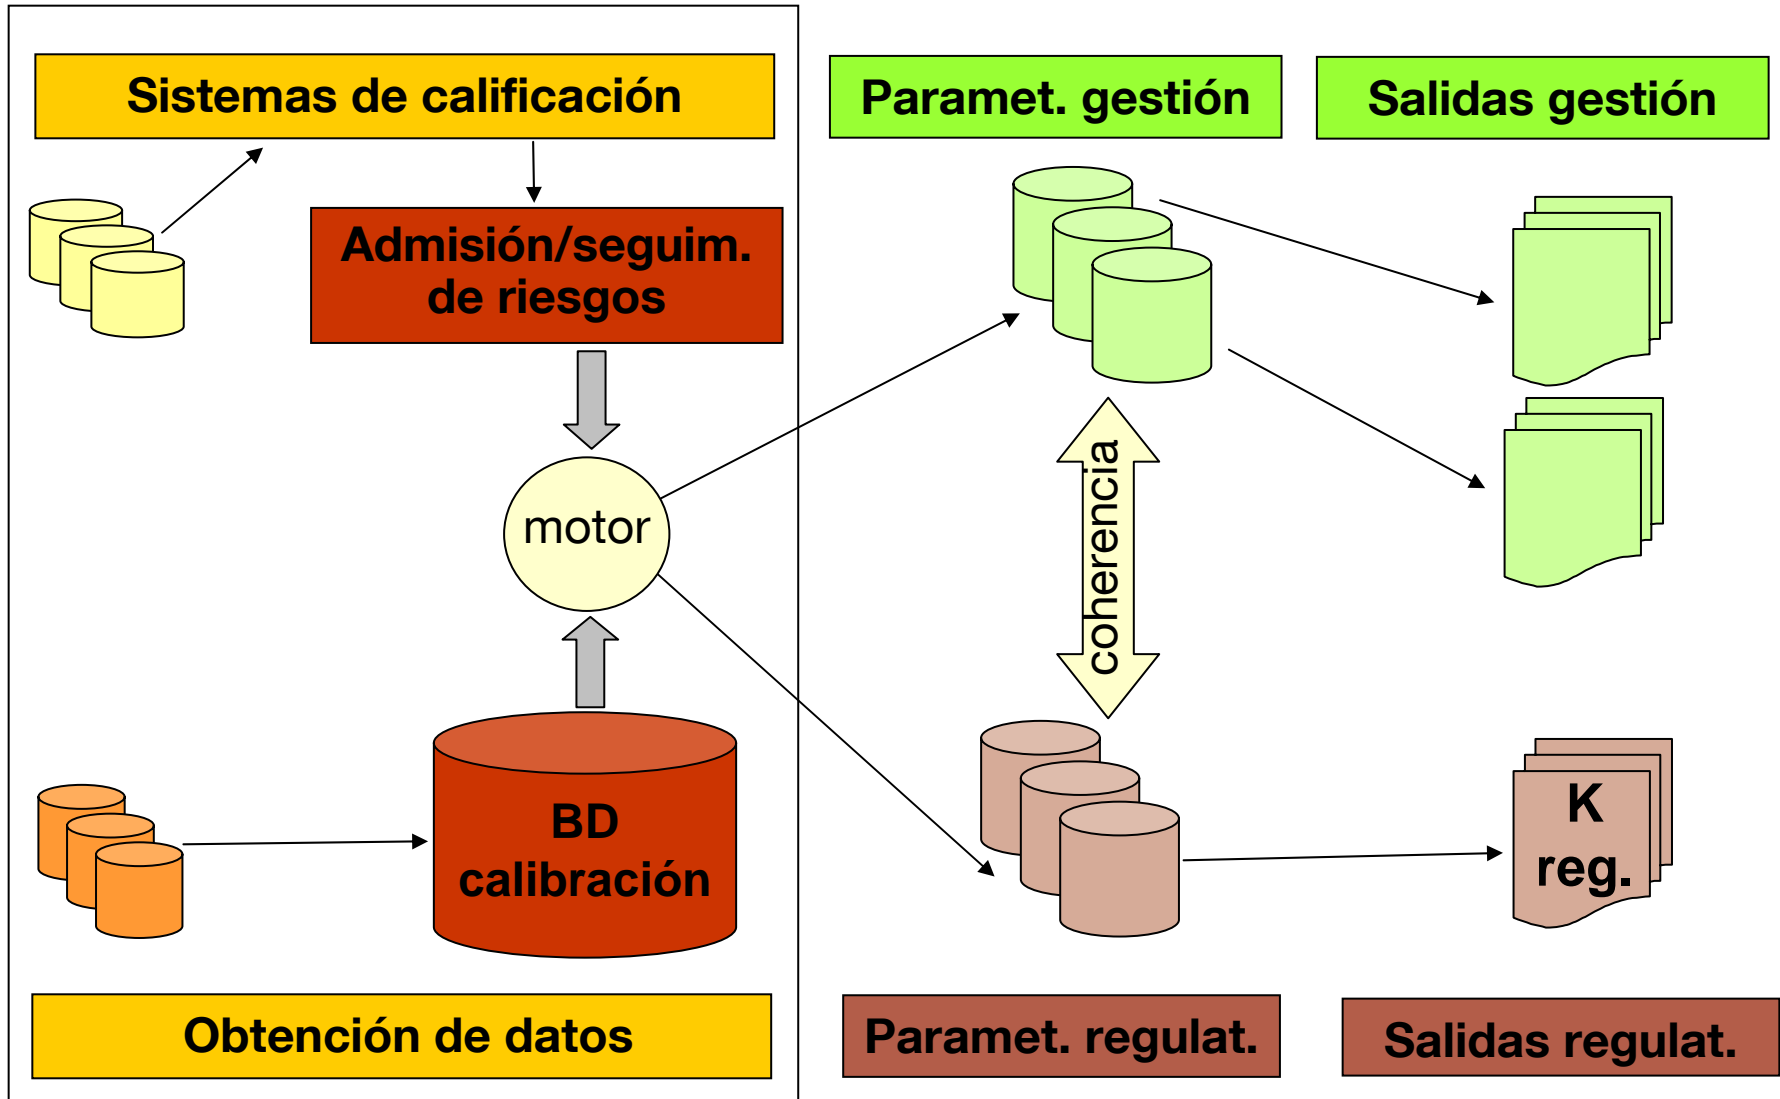 Sistemas de calificación
Paramet. gestión
Salidas gestión
Admisión/seguim.
de riesgos
motor
coherencia
BD
calibración
K
reg.
Obtención de datos
Paramet. regulat.
Salidas regulat.